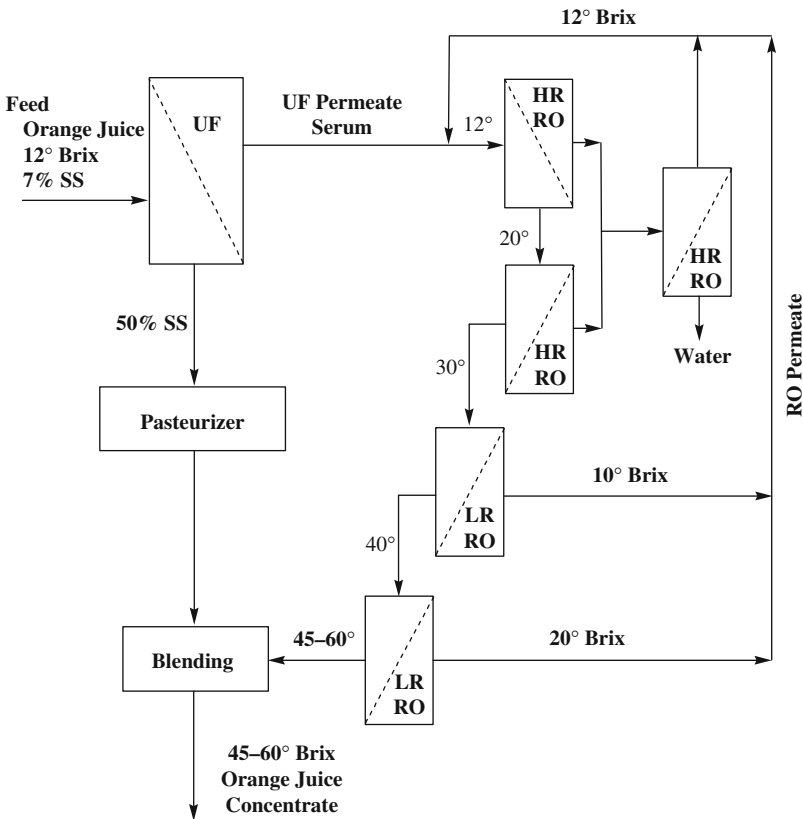 12° Brix
Feed
Orange Juice
12° Brix
7% SS
UF
UF Permeate
Serum
12°
HR
RO
20°
HR
RO
HR
RO
Water
RO Permeate
50% SS
30°
Pasteurizer
LR
RO
10° Brix
40°
Blending
45–60°
LR
RO
20° Brix
45–60° Brix
Orange Juice
Concentrate